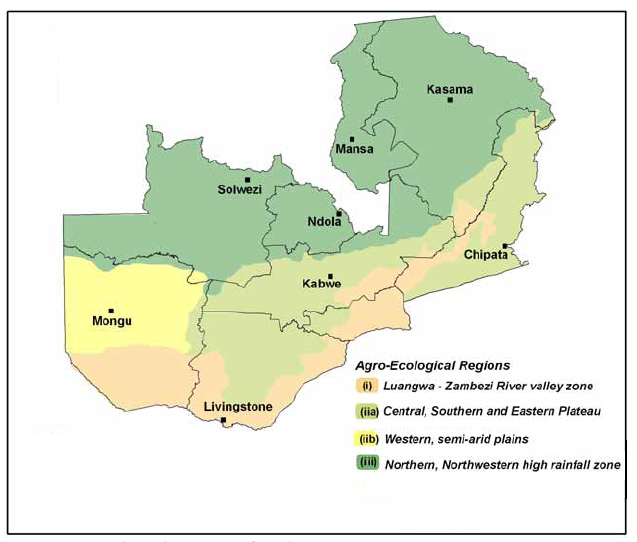 Kasama
Mansa
Solwezi
Ndola
Chipata
Kabwe
Mongu
Livingstone
Agro-Ecological Regions
(i) Luangwa - Zambezi River valley zone
(iia) Central, Southern and Eastern Plateau
(iib) Western, semi-arid plains
(iii) Northern, Northwestern high rainfall zone